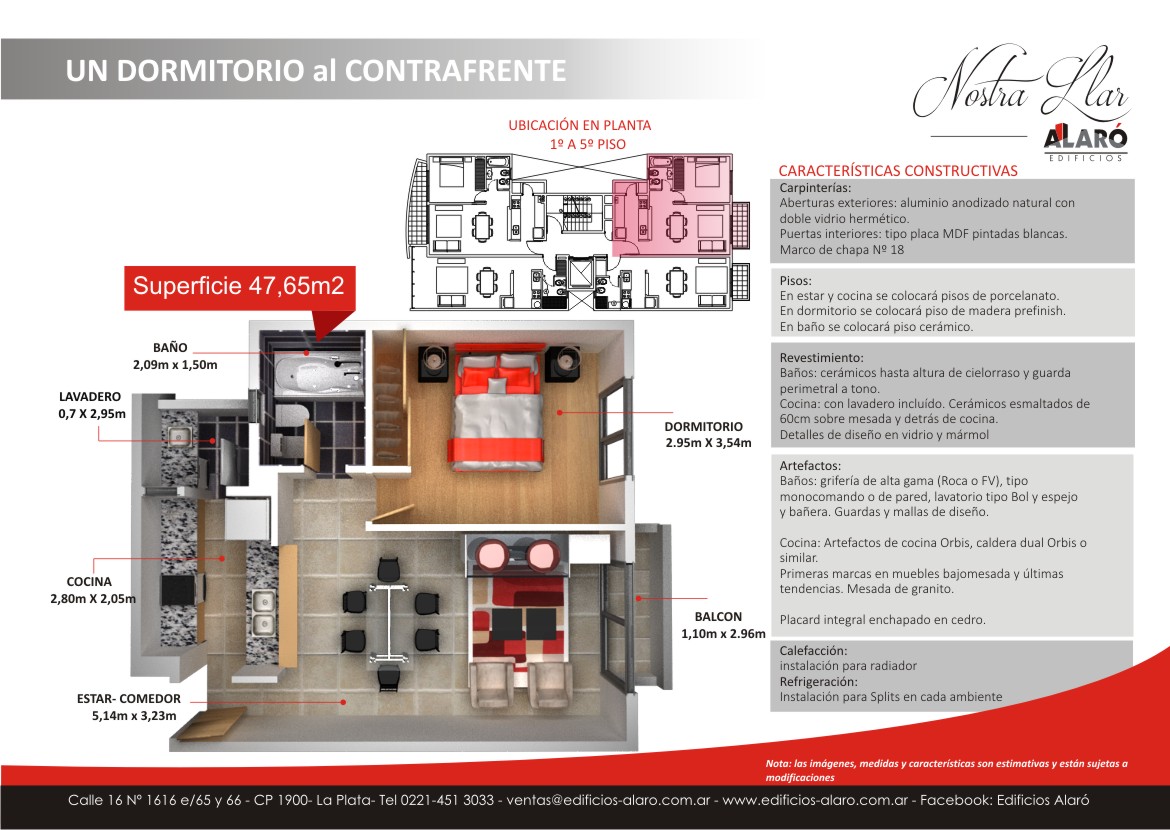 UN DORMITORIO al CONTRAFRENTE
Nostra Llar
ALARÓ
EDIFICIOS
UBICACIÓN EN PLANTA
1º A 5º PISO
Superficie 47,65m2
BAÑO
2,09m x 1,50m
LAVADERO
0,7 X 2,95m
DORMITORIO
2.95m X 3,54m
COCINA
2,80m X 2,05m
BALCON
1,10m x 2.96m
ESTAR- COMEDOR
5,14m x 3,23m
CARACTERÍSTICAS CONSTRUCTIVAS
Carpinterías:
Aberturas exteriores: aluminio anodizado natural con
doble vidrio hermético.
Puertas interiores: tipo placa MDF pintadas blancas.
Marco de chapa Nº 18
Pisos:
En estar y cocina se colocará pisos de porcelanato.
En dormitorio se colocará piso de madera prefinish.
En baño se colocará piso cerámico.
Revestimiento:
Baños: cerámicos hasta altura de cielorraso y guarda
perimetral a tono.
Cocina: con lavadero incluído. Cerámicos esmaltados de
60cm sobre mesada y detrás de cocina.
Detalles de diseño en vidrio y mármol
Artefactos:
Baños: grifería de alta gama (Roca o FV), tipo
monocomando o de pared, lavatorio tipo Bol y espejo
y bañera. Guardas y mallas de diseño.
Cocina: Artefactos de cocina Orbis, caldera dual Orbis o
similar.
Primeras marcas en muebles bajomesada y últimas
tendencias. Mesada de granito.
Placard integral enchapado en cedro.
Calefacción:
instalación para radiador
Refrigeración:
Instalación para Splits en cada ambiente
Nota: las imágenes, medidas y características son estimativas y están sujetas a
modificaciones
Calle 16 Nº 1616 e/65 y 66 - CP 1900- La Plata- Tel 0221-451 3033 - ventas@edificios-alaro.com.ar - www.edificios-alaro.com.ar - Facebook: Edificios Alaró